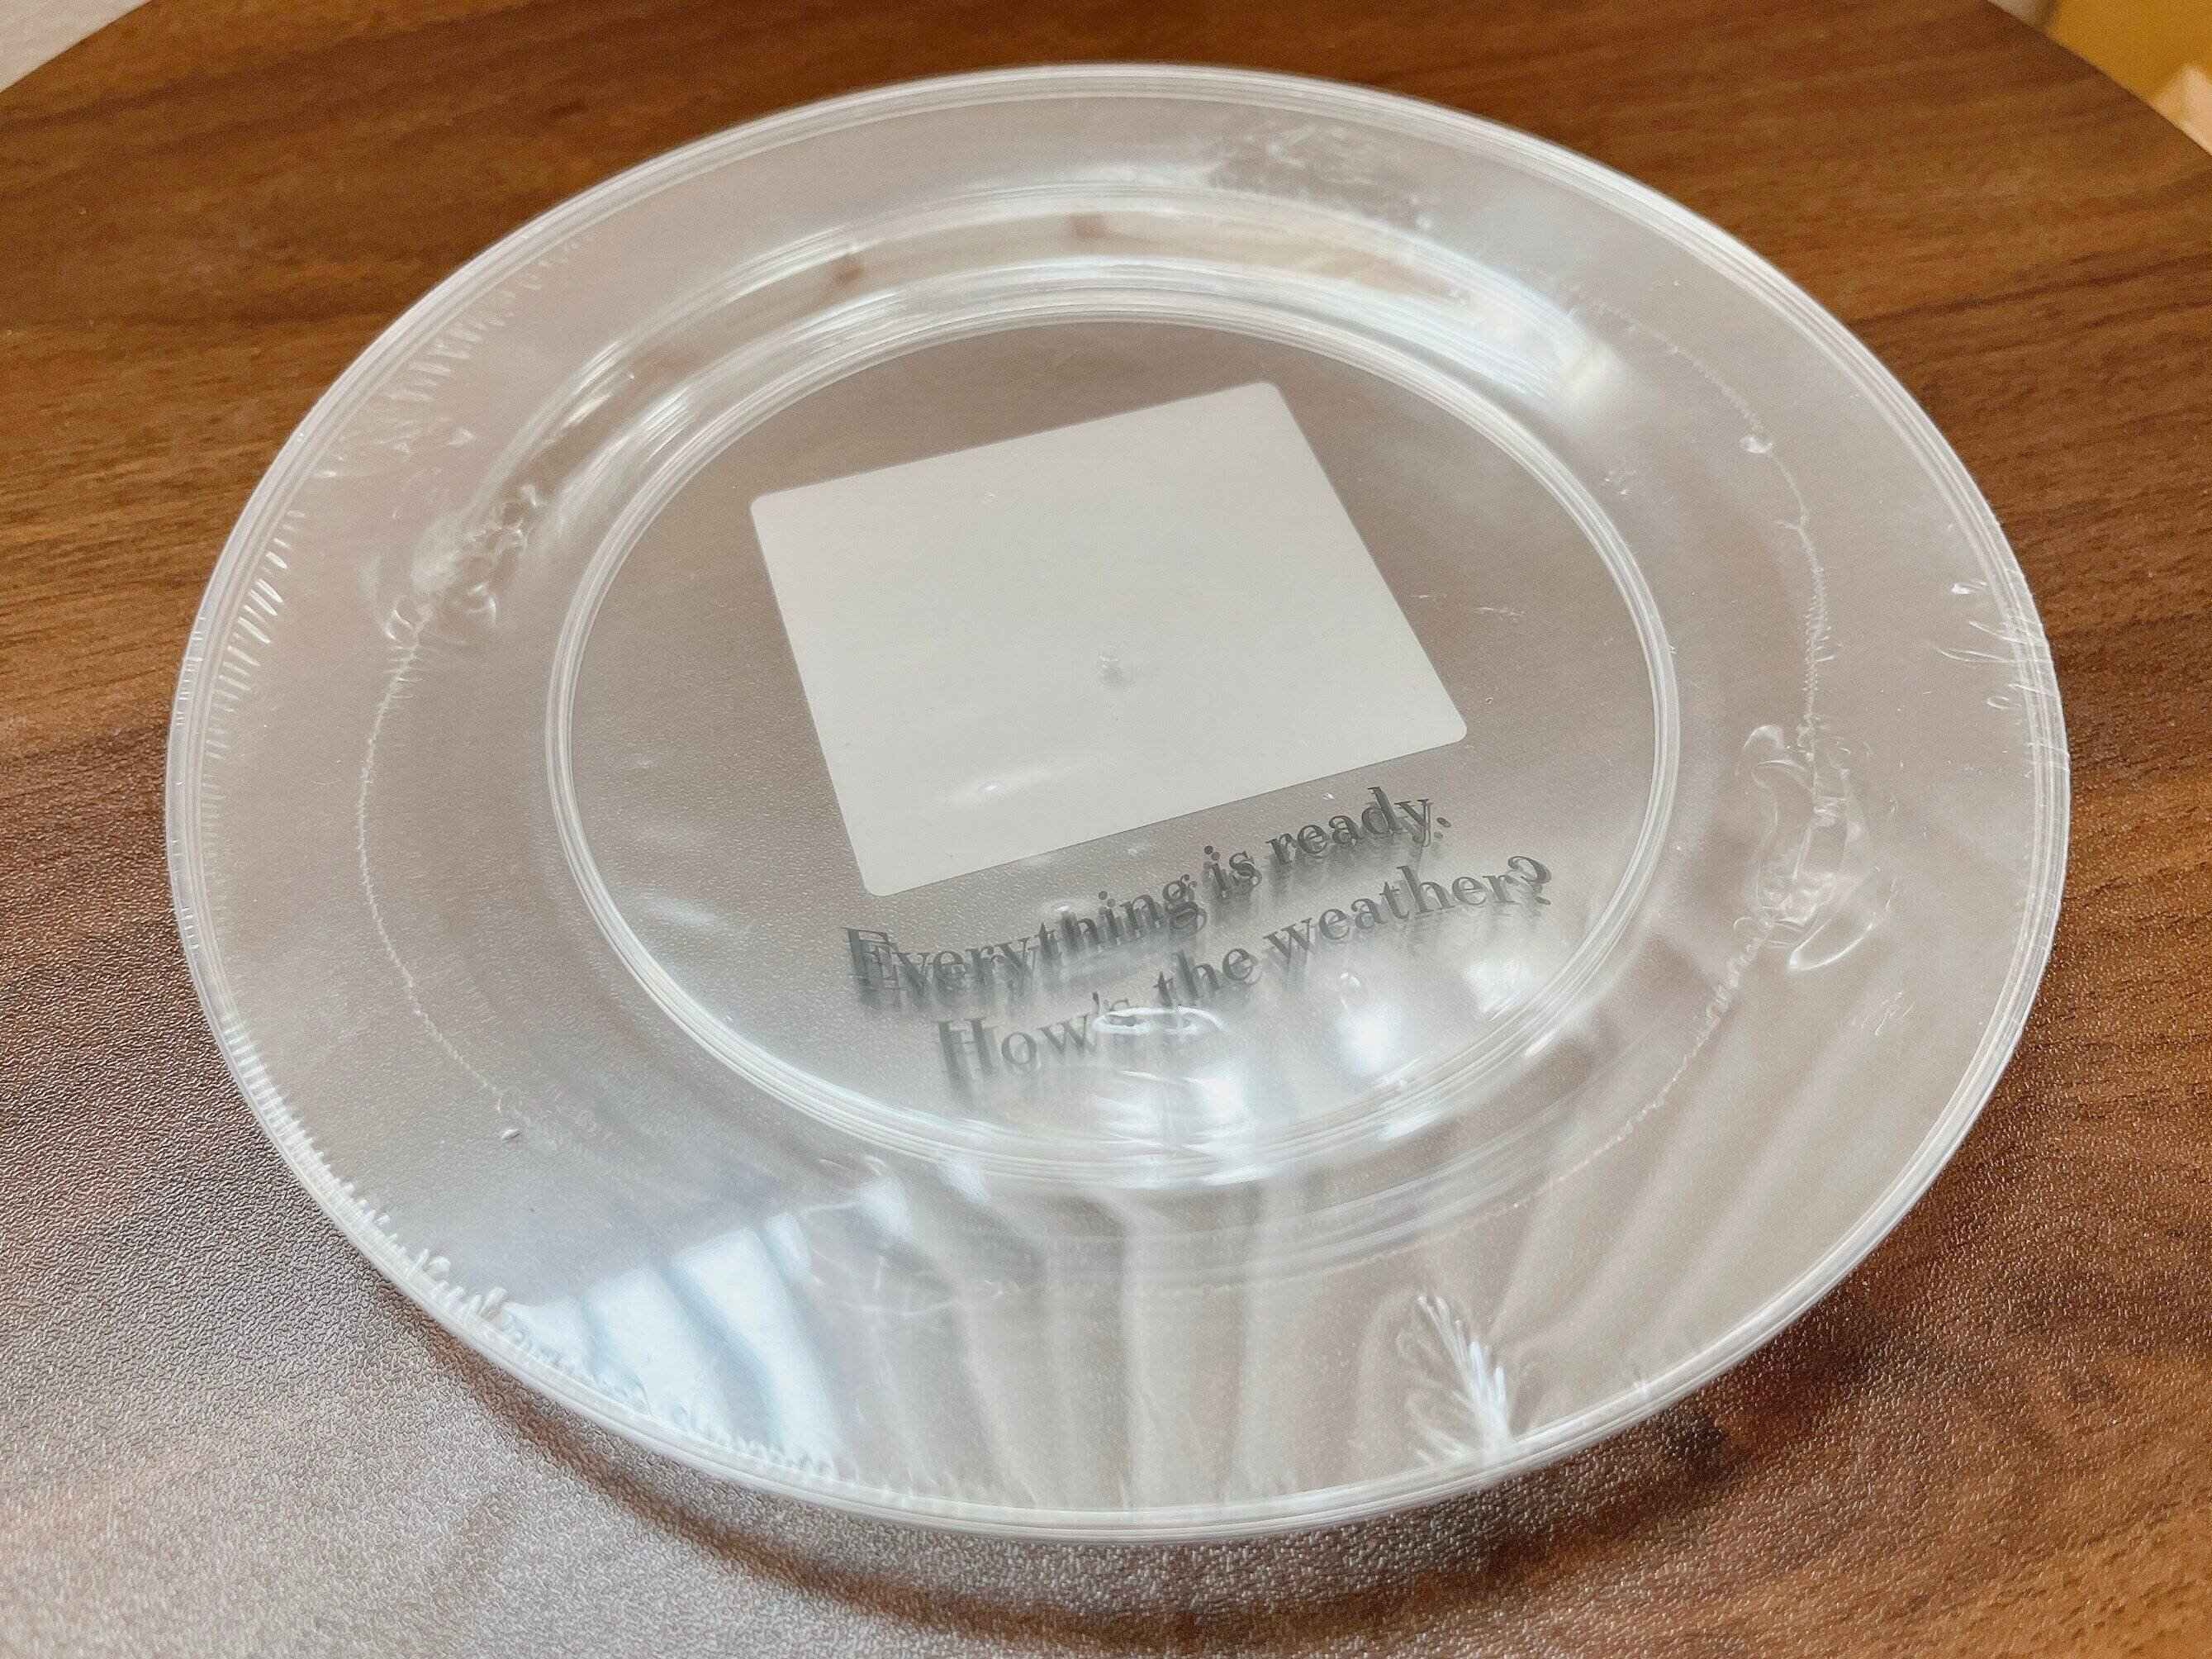 Everything is ready.
How's the weather?